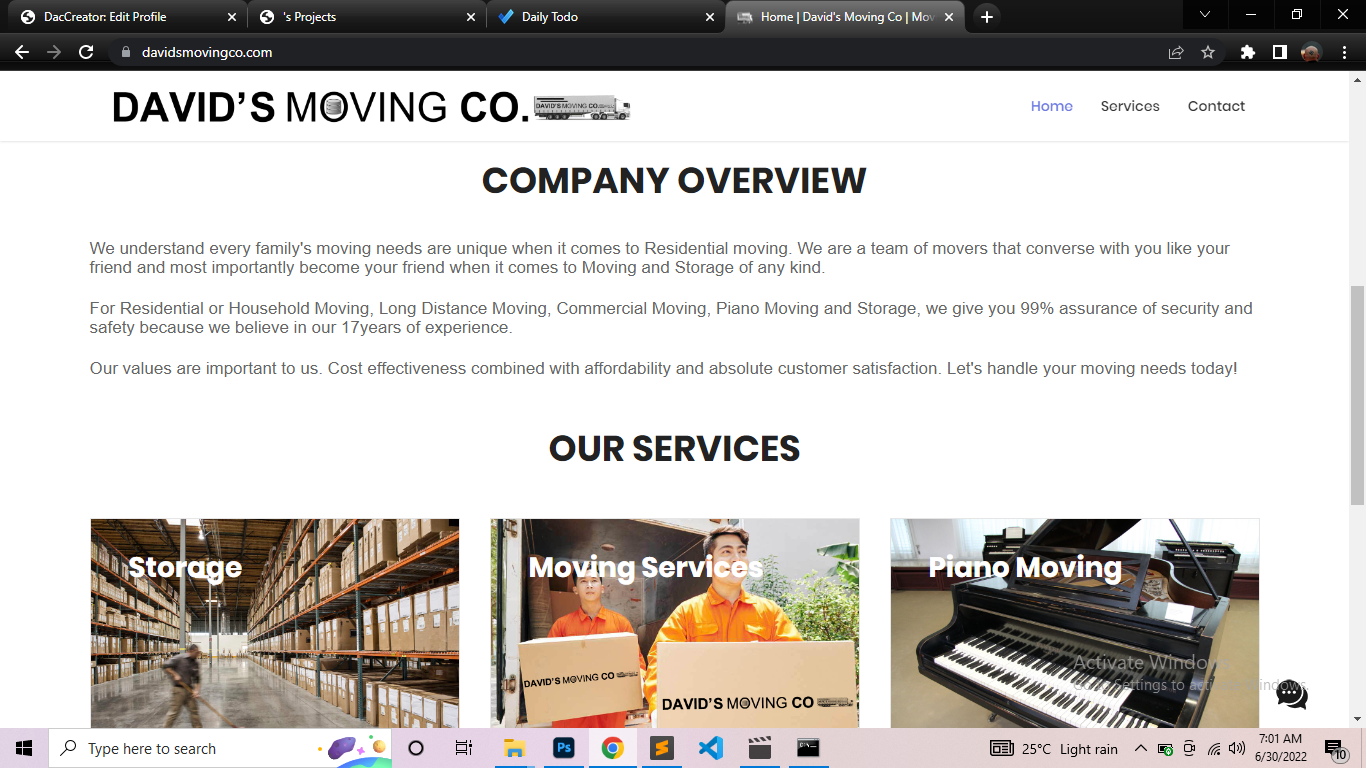 DacCreator: Edit Profile
's Projects
Daily Todo
Home | David's Moving Co | Mov
davidsmovingco.com
DAVID'S MOVING CO.
DAVID'S MOVING CO.
Home
Services
Contact
COMPANY OVERVIEW
We understand every family's moving needs are unique when it comes to Residential moving. We are a team of movers that converse with you like your
friend and most importantly become your friend when it comes to Moving and Storage of any kind.
For Residential or Household Moving, Long Distance Moving, Commercial Moving, Piano Moving and Storage, we give you 99% assurance of security and
safety because we believe in our 17years of experience.
Our values are important to us. Cost effectiveness combined with affordability and absolute customer satisfaction. Let's handle your moving needs today!
OUR SERVICES
Storage
Moving Services
Piano Moving
DAVID'S MOVING CO
DAVID'S MOVING CO
Activate Windows
Go to Settings to activate Windows.
Type here to search
Ps
25°C Light rain
7:01 AM
6/30/2022
10